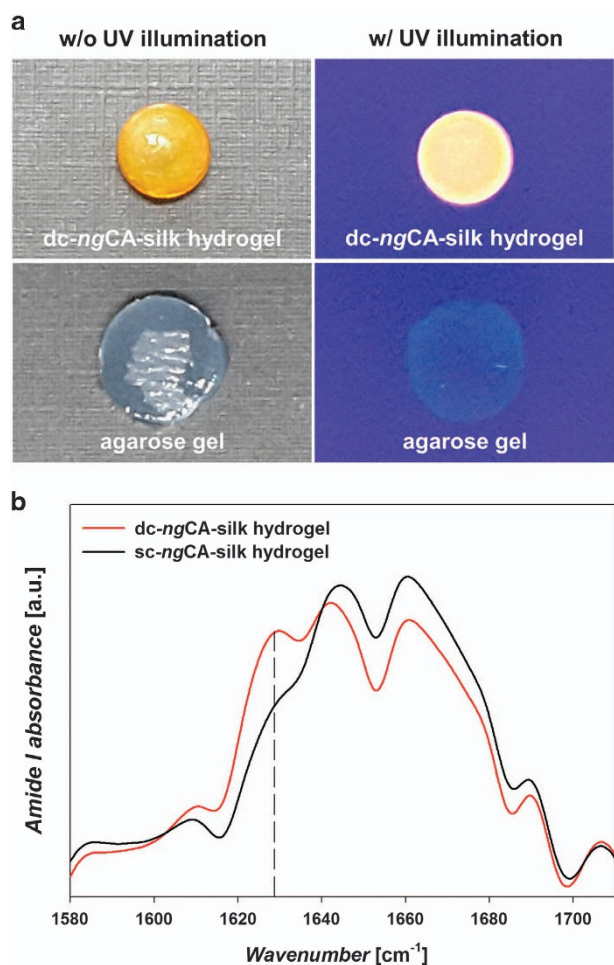 a
w/o UV illumination
w/ UV illumination
dc-ngCA-silk hydrogel
dc-ngCA-silk hydrogel
agarose gel
agarose gel
b
dc-ngCA-silk hydrogel
sc-ngCA-silk hydrogel
Amide I absorbance [a.u.]
1580 1600 1620 1640 1660 1680 1700
Wavenumber [cm⁻¹]